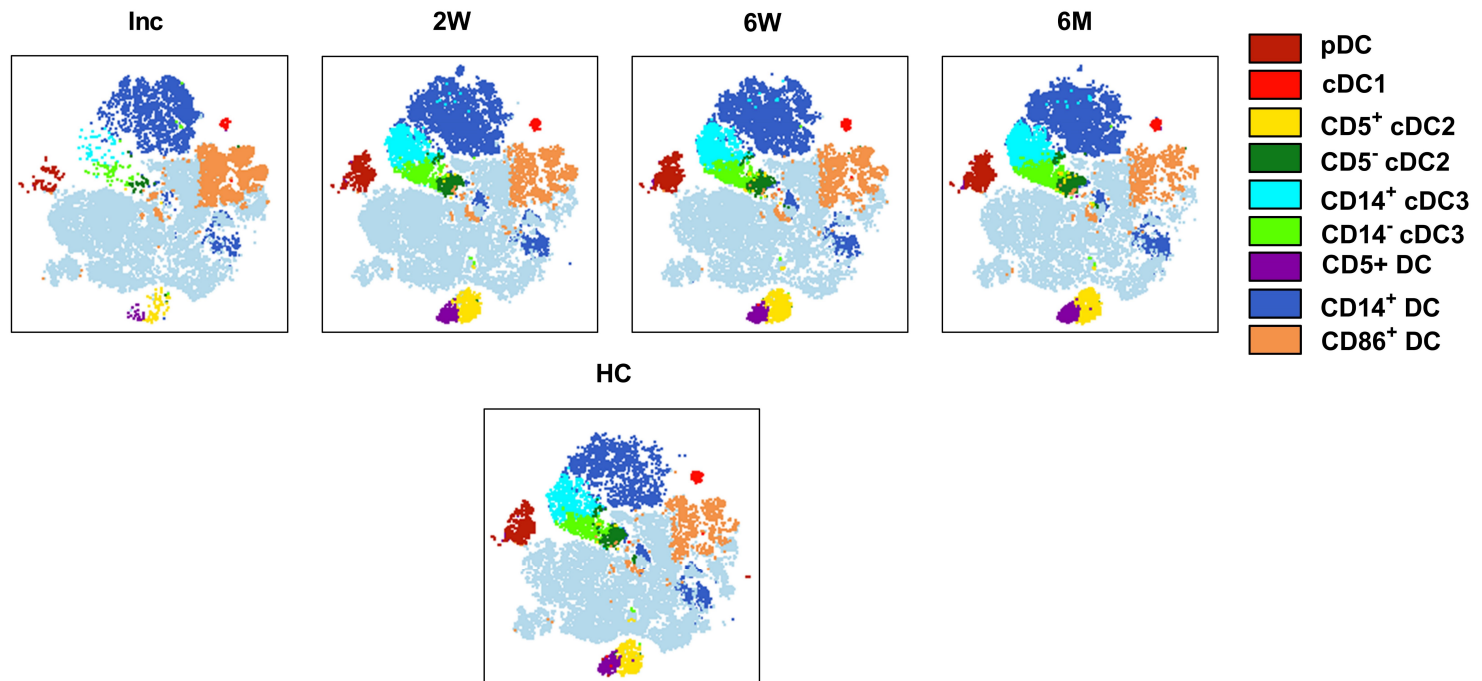 Inc
2W
6W
6M
pDC
cDC1
CD5⁺ cDC2
CD5⁻ cDC2
CD14⁺ cDC3
CD14⁻ cDC3
CD5+ DC
CD14⁺ DC
CD86⁺ DC
HC